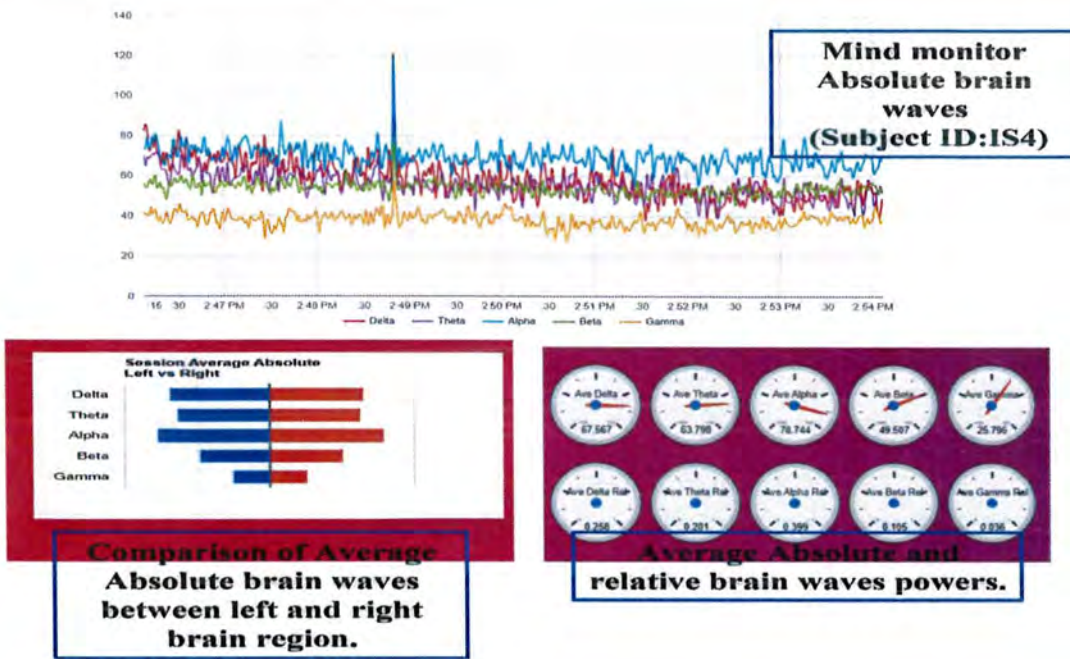 140
120
100
80
60
40
20
0
:16 :30 2:47 PM :30 2:48 PM :30 2:49 PM :30 2:50 PM :30 2:51 PM :30 2:52 PM :30 2:53 PM :30 2:54 PM
Delta Theta Alpha Beta Gamma
Mind monitor
Absolute brain
waves
(Subject ID:IS4)
Session Average Absolute
Left vs Right
Delta
Theta
Alpha
Beta
Gamma
Ave Delta Ave Theta Ave Alpha Ave Beta Ave Gamma
67.567 63.798 78.744 49.507 25.796
Ave Delta Rel Ave Theta Rel Ave Alpha Rel Ave Beta Rel Ave Gamma Rel
0.258 0.201 0.399 0.105 0.036
Comparison of Average
Absolute brain waves
between left and right
brain region.
Average Absolute and
relative brain waves powers.